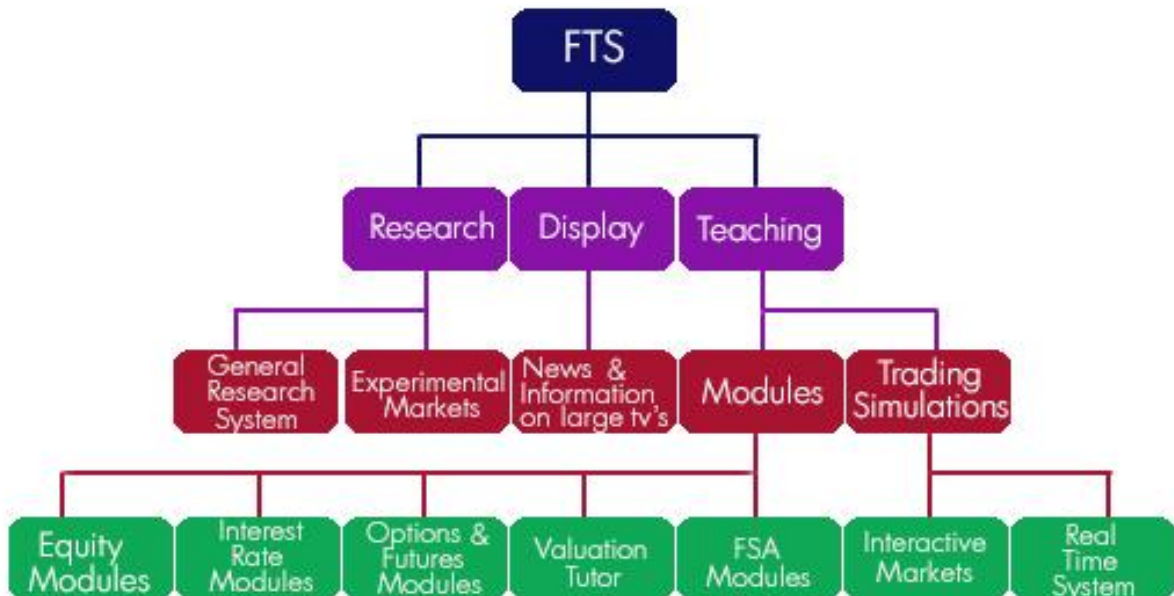 FTS
Research
Display
Teaching
General
Research
System
Experimental
Markets
News &
Information
on large tv's
Modules
Trading
Simulations
Equity
Modules
Interest
Rate
Modules
Options &
Futures
Modules
Valuation
Tutor
FSA
Modules
Interactive
Markets
Real
Time
System